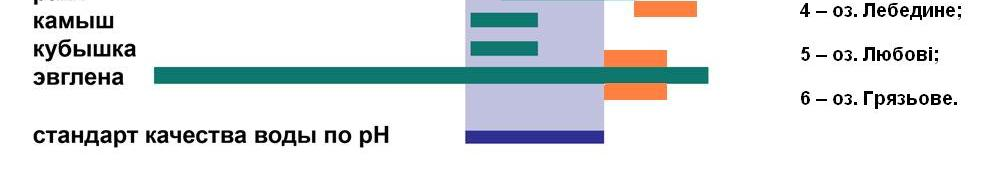 камыш
кубышка
эвглена
стандарт качества воды по pH
4 – оз. Лебедине;
5 – оз. Любові;
6 – оз. Грязьове.